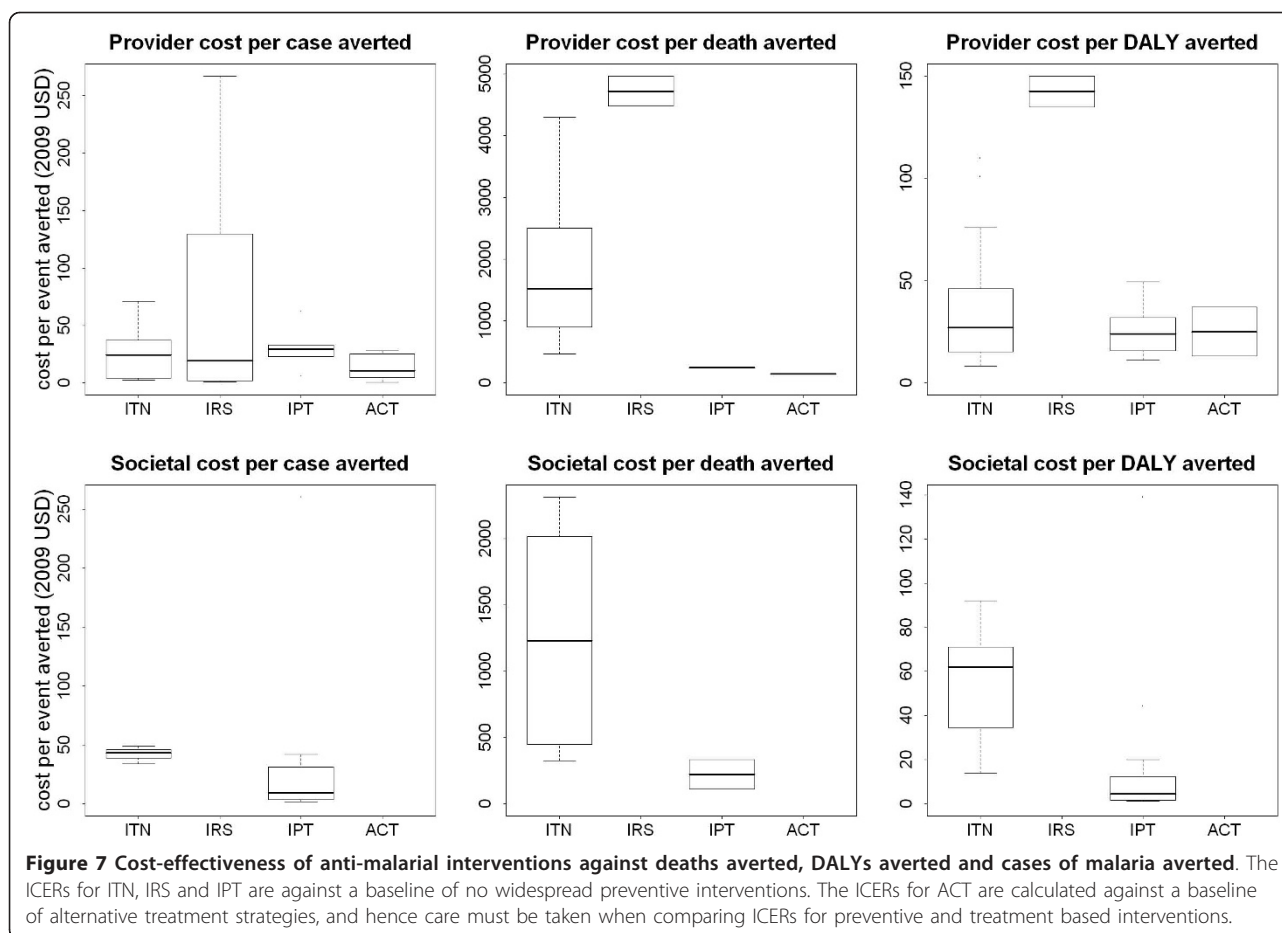 Provider cost per case averted
Provider cost per death averted
Provider cost per DALY averted
cost per event averted (2009 USD)
250
200
150
100
50
0
ITN IRS IPT ACT
5000
4000
3000
2000
1000
0
ITN IRS IPT ACT
150
100
50
0
ITN IRS IPT ACT
Societal cost per case averted
Societal cost per death averted
Societal cost per DALY averted
cost per event averted (2009 USD)
250
200
150
100
50
0
ITN IRS IPT ACT
2000
1500
1000
500
0
ITN IRS IPT ACT
140
120
100
80
60
40
20
0
ITN IRS IPT ACT
Figure 7 Cost-effectiveness of anti-malarial interventions against deaths averted, DALYs averted and cases of malaria averted. The
ICERs for ITN, IRS and IPT are against a baseline of no widespread preventive interventions. The ICERs for ACT are calculated against a baseline
of alternative treatment strategies, and hence care must be taken when comparing ICERs for preventive and treatment based interventions.